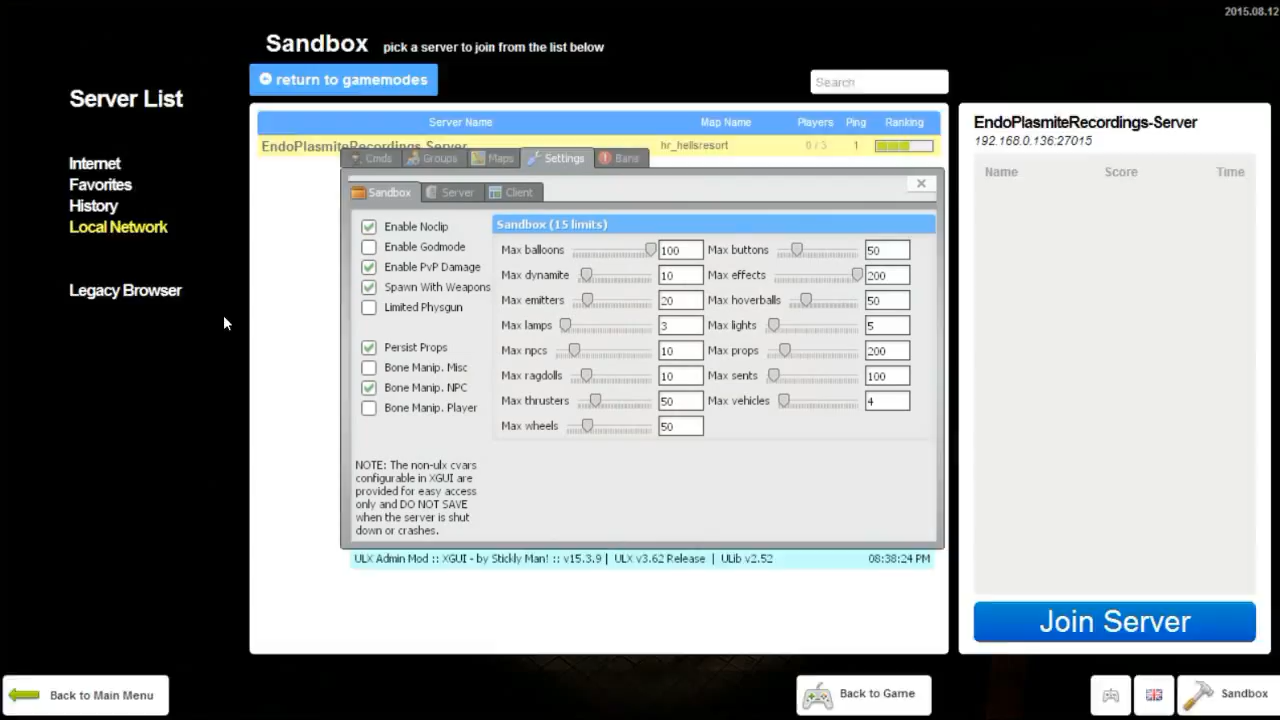 2015.08.12
Sandbox pick a server to join from the list below
return to gamemodes
Search
Server List
Internet
Favorites
History
Local Network
Legacy Browser
Server Name Map Name Players Ping Ranking
EndoPlasmiteRecordings-Server hr_hellsresort 0 / 3 1
EndoPlasmiteRecordings-Server
192.168.0.136:27015
Name Score Time
Cmds Groups Maps Settings Bans
Sandbox Server Client
Enable Noclip
Enable Godmode
Enable PvP Damage
Spawn With Weapons
Limited Physgun
Persist Props
Bone Manip. Misc
Bone Manip. NPC
Bone Manip. Player
NOTE: The non-ulx cvars
configurable in XGUI are
provided for easy access
only and DO NOT SAVE
when the server is shut
down or crashes.
Sandbox (15 limits)
Max balloons 100 Max buttons 50
Max dynamite 10 Max effects 200
Max emitters 20 Max hoverballs 50
Max lamps 3 Max lights 5
Max npcs 10 Max props 200
Max ragdolls 10 Max sents 100
Max thrusters 50 Max vehicles 4
Max wheels 50
ULX Admin Mod :: XGUI - by Stickly Man! :: v15.3.9 | ULX v3.62 Release | ULib v2.52 08:38:24 PM
Join Server
Back to Main Menu
Back to Game
Sandbox